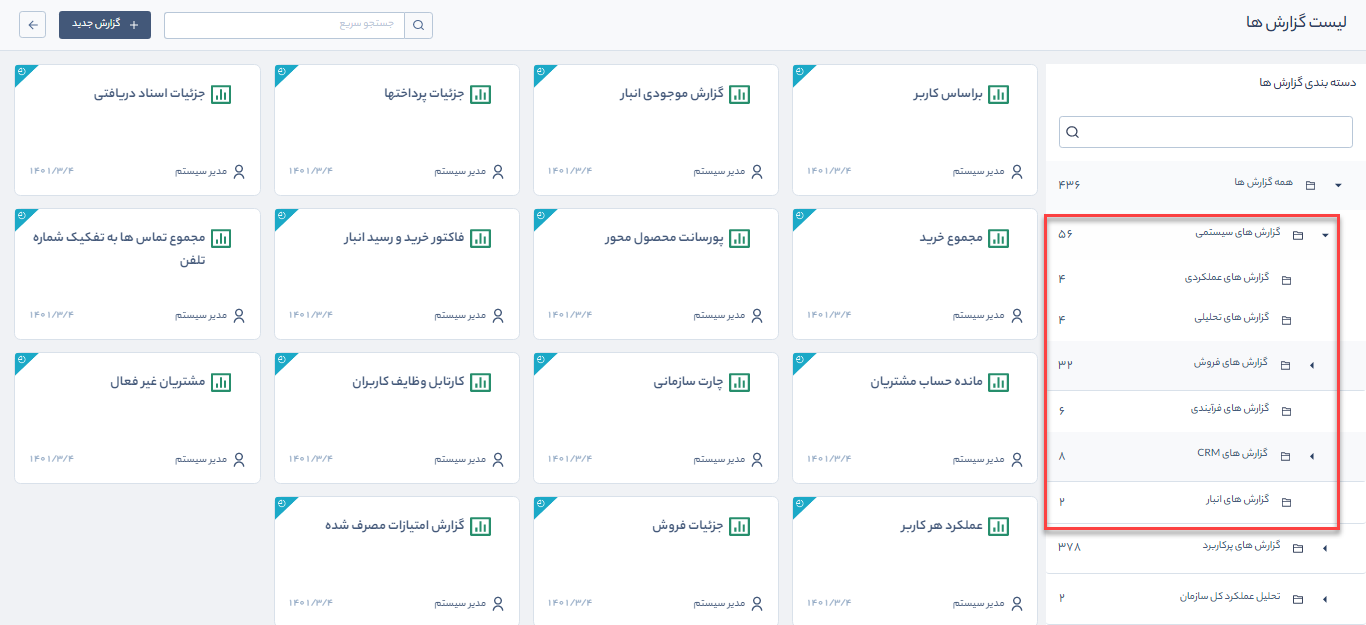 لیست گزارش ها
جستجو سریع
+ گزارش جدید
دسته بندی گزارش ها
همه گزارش ها ۴۳۶
گزارش های سیستمی ۵۶
گزارش های عملکردی ۴
گزارش های تحلیلی ۴
گزارش های فروش ۳۲
گزارش های فرآیندی ۶
گزارش های CRM ۸
گزارش های انبار ۲
گزارش های پرکاربرد ۳۷۸
تحلیل عملکرد کل سازمان ۲
براساس کاربر
مدیر سیستم ۱۴۰۱/۳/۴
گزارش موجودی انبار
مدیر سیستم ۱۴۰۱/۳/۴
جزئیات پرداختها
مدیر سیستم ۱۴۰۱/۳/۴
جزئیات اسناد دریافتی
مدیر سیستم ۱۴۰۱/۳/۴
مجموع خرید
مدیر سیستم ۱۴۰۱/۳/۴
پورسانت محصول محور
مدیر سیستم ۱۴۰۱/۳/۴
فاکتور خرید و رسید انبار
مدیر سیستم ۱۴۰۱/۳/۴
مجموع تماس ها به تفکیک شماره
تلفن
مدیر سیستم ۱۴۰۱/۳/۴
مانده حساب مشتریان
مدیر سیستم ۱۴۰۱/۳/۴
چارت سازمانی
مدیر سیستم ۱۴۰۱/۳/۴
کارتابل وظایف کاربران
مدیر سیستم ۱۴۰۱/۳/۴
مشتریان غیر فعال
مدیر سیستم ۱۴۰۱/۳/۴
عملکرد هر کاربر
مدیر سیستم ۱۴۰۱/۳/۴
جزئیات فروش
مدیر سیستم ۱۴۰۱/۳/۴
گزارش امتیازات مصرف شده
مدیر سیستم ۱۴۰۱/۳/۴